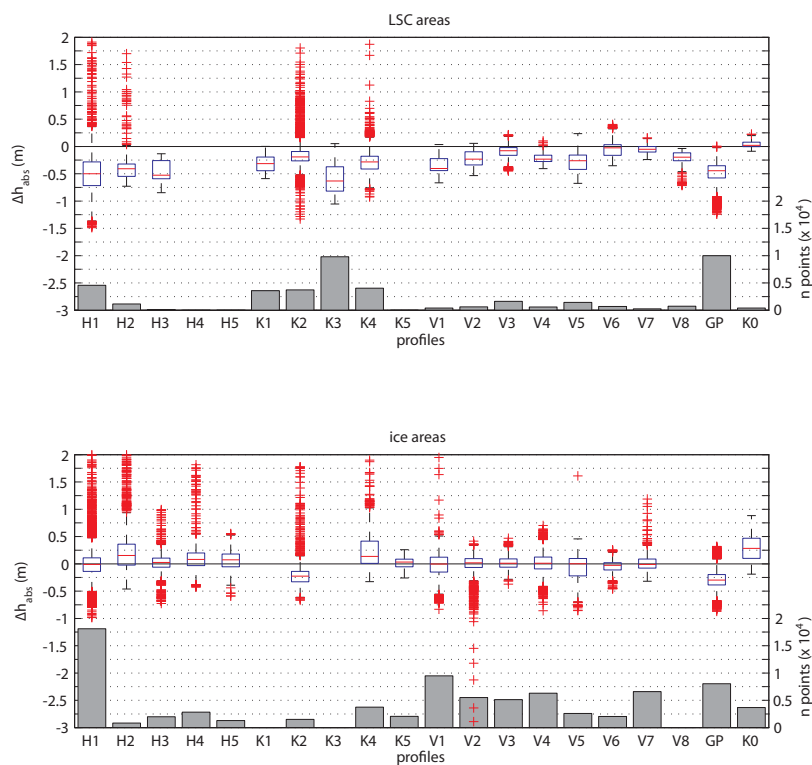 LSC areas
2
1.5
1
0.5
0
-0.5
-1
-1.5
-2
-2.5
-3
Δh_abs (m)
2
1
0
n points (x 10^4)
H1 H2 H3 H4 H5 K1 K2 K3 K4 K5 V1 V2 V3 V4 V5 V6 V7 V8 GP K0
profiles
ice areas
2
1.5
1
0.5
0
-0.5
-1
-1.5
-2
-2.5
-3
Δh_abs (m)
2
1
0
n points (x 10^4)
H1 H2 H3 H4 H5 K1 K2 K3 K4 K5 V1 V2 V3 V4 V5 V6 V7 V8 GP K0
profiles